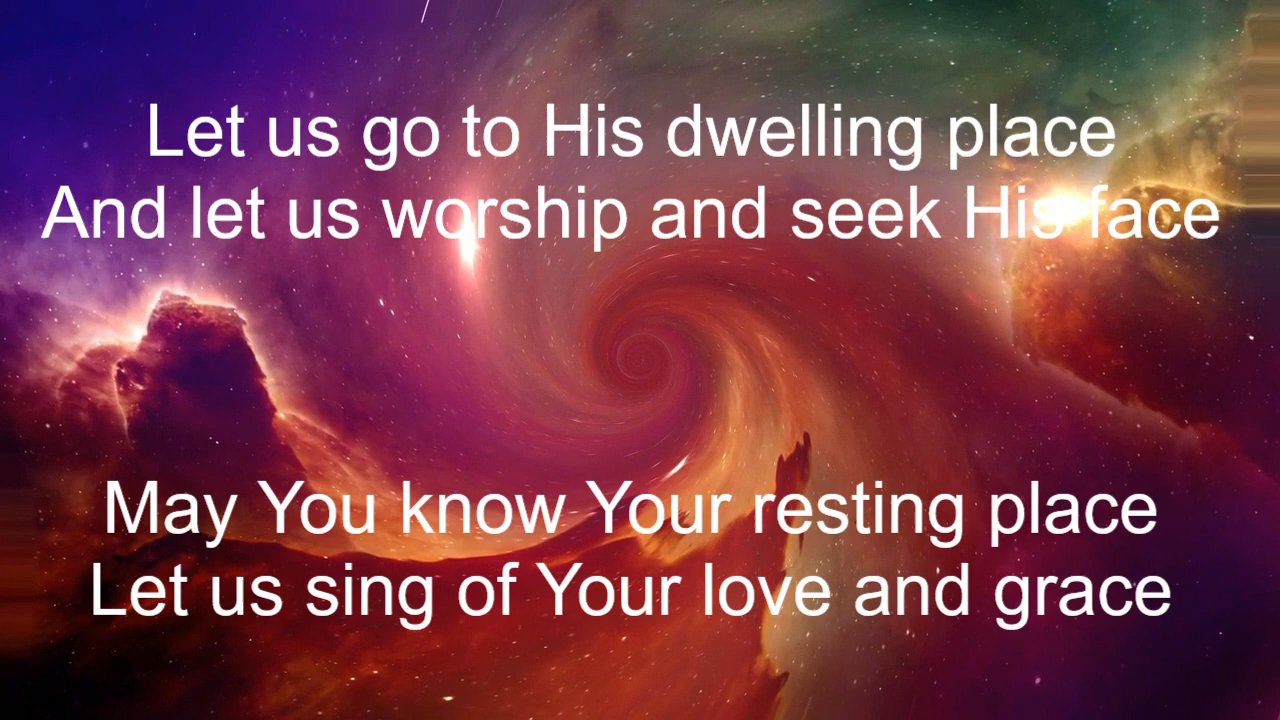 Let us go to His dwelling place
And let us worship and seek His face
May You know Your resting place
Let us sing of Your love and grace